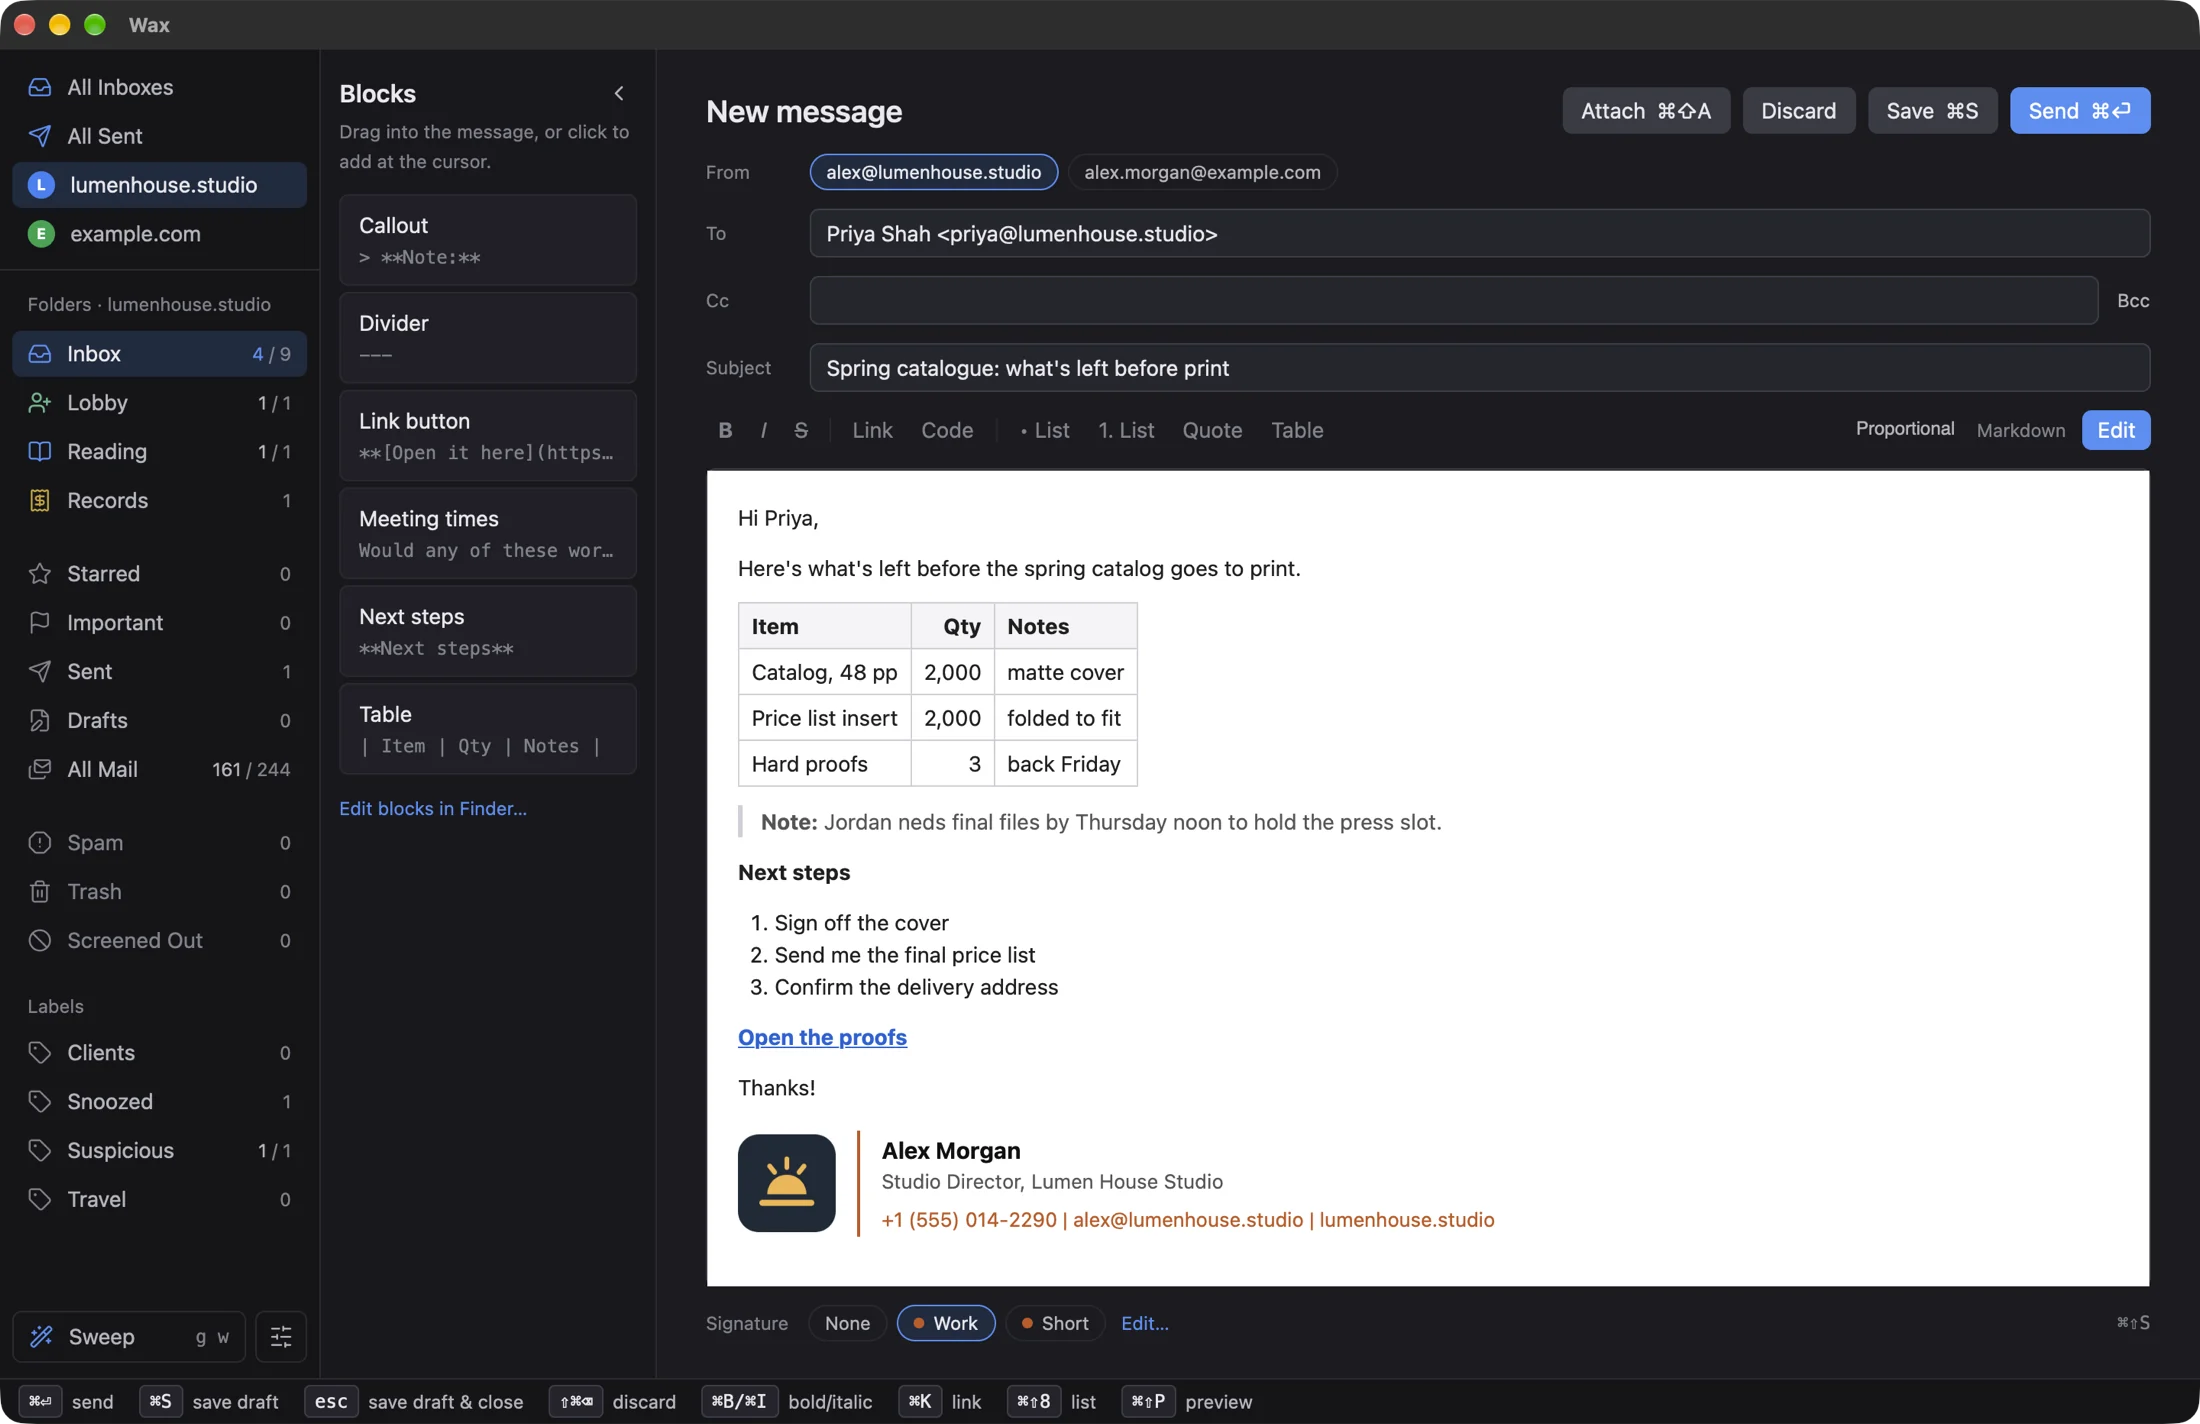 Wax
All Inboxes
All Sent
L lumenhouse.studio
E example.com
Folders · lumenhouse.studio
Inbox 4 / 9
Lobby 1 / 1
Reading 1 / 1
Records 1
Starred 0
Important 0
Sent 1
Drafts 0
All Mail 161 / 244
Spam 0
Trash 0
Screened Out 0
Labels
Clients 0
Snoozed 1
Suspicious 1 / 1
Travel 0
Sweep g w
Blocks
Drag into the message, or click to
add at the cursor.
Callout
> **Note:**
Divider
---
Link button
**[Open it here](https…
Meeting times
Would any of these wor…
Next steps
**Next steps**
Table
| Item | Qty | Notes |
Edit blocks in Finder...
New message
Attach ⌘⇧A Discard Save ⌘S Send ⌘⏎
From alex@lumenhouse.studio alex.morgan@example.com
To Priya Shah <priya@lumenhouse.studio>
Cc Bcc
Subject Spring catalogue: what's left before print
B I S Link Code • List 1. List Quote Table Proportional Markdown Edit
Hi Priya,
Here's what's left before the spring catalog goes to print.
Item Qty Notes
Catalog, 48 pp 2,000 matte cover
Price list insert 2,000 folded to fit
Hard proofs 3 back Friday
Note: Jordan neds final files by Thursday noon to hold the press slot.
Next steps
1. Sign off the cover
2. Send me the final price list
3. Confirm the delivery address
Open the proofs
Thanks!
Alex Morgan
Studio Director, Lumen House Studio
+1 (555) 014-2290 | alex@lumenhouse.studio | lumenhouse.studio
Signature None Work Short Edit... ⌘⇧S
⌘⏎ send ⌘S save draft esc save draft & close ⇧⌘⌫ discard ⌘B/⌘I bold/italic ⌘K link ⌘⇧8 list ⌘⇧P preview